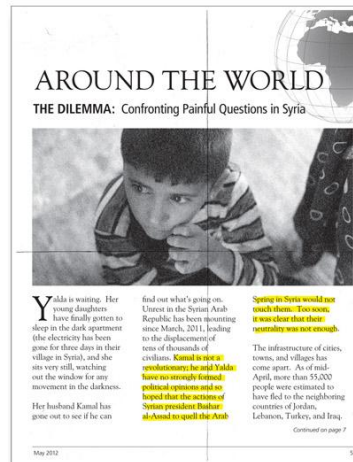 AROUND THE WORLD
THE DILEMMA: Confronting Painful Questions in Syria
Yalda is waiting. Her
young daughters
have finally gotten to
sleep in the dark apartment
(the electricity has been
gone for three days in their
village in Syria), and she
sits very still, watching
out the window for any
movement in the darkness.
Her husband Kamal has
gone out to see if he can
find out what's going on.
Unrest in the Syrian Arab
Republic has been mounting
since March, 2011, leading
to the displacement of
tens of thousands of
civilians. Kamal is not a
revolutionary; he and Yalda
have no strongly formed
political opinions and so
hoped that the actions of
Syrian president Bashar
al-Assad to quell the Arab
Spring in Syria would not
touch them. Too soon,
it was clear that their
neutrality was not enough.
The infrastructure of cities,
towns, and villages has
come apart. As of mid-
April, more than 55,000
people were estimated to
have fled to the neighboring
countries of Jordan,
Lebanon, Turkey, and Iraq.
Continued on page 7
May 2012
5